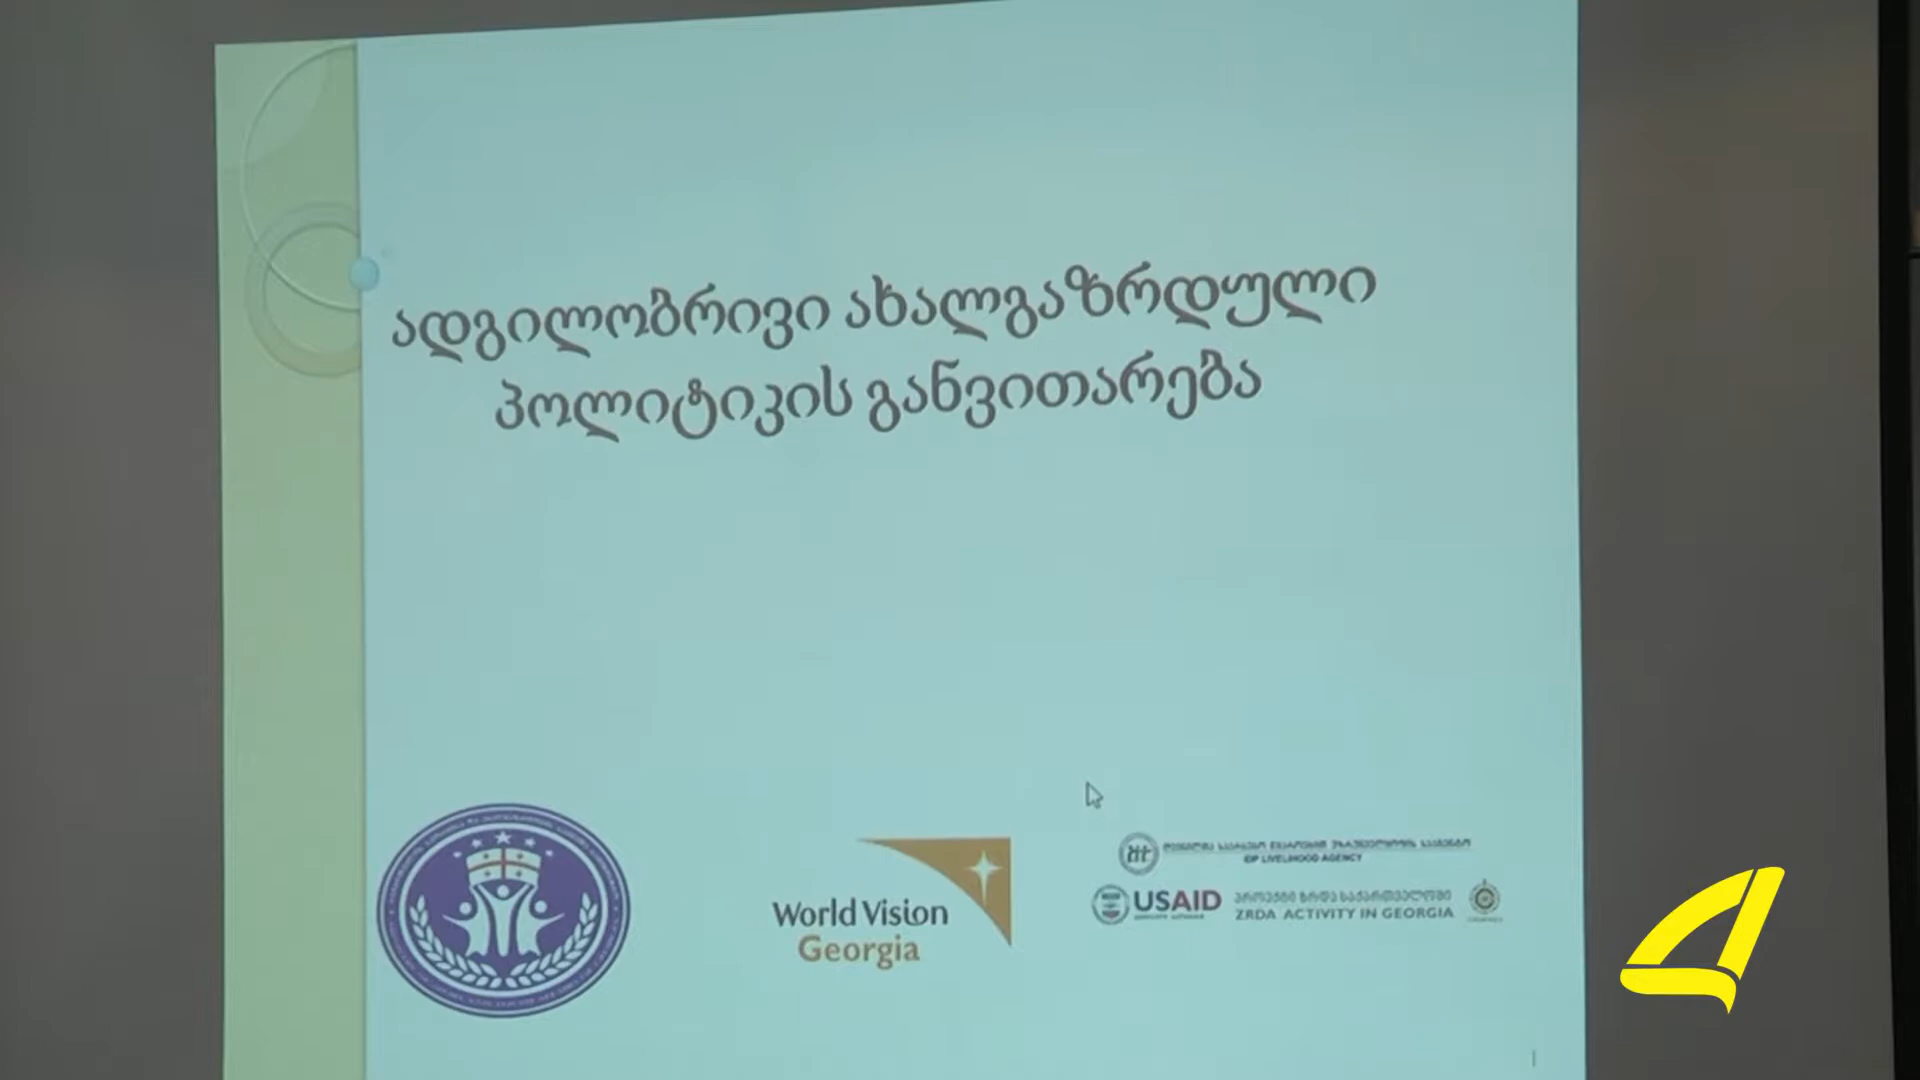 ადგილობრივი ახალგაზრდული
პოლიტიკის განვითარება
World Vision
Georgia
IDP LIVELIHOOD AGENCY
USAID
ZRDA ACTIVITY IN GEORGIA